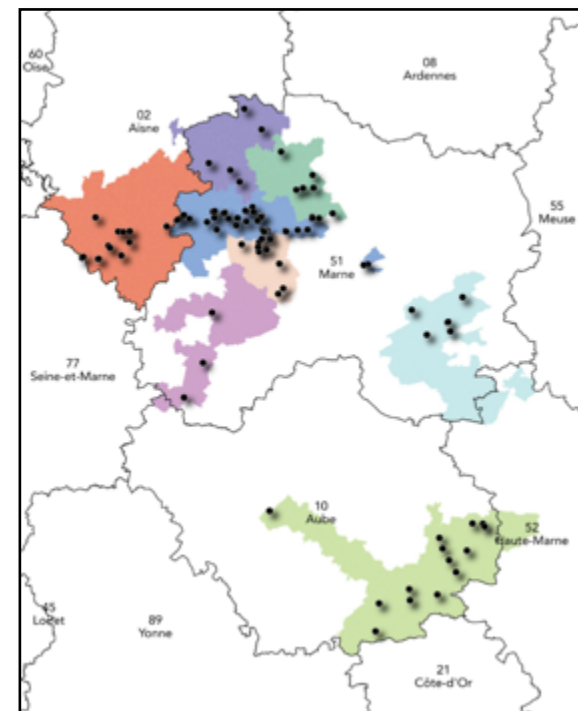 60
Oise
08
Ardennes
02
Aisne
55
Meuse
51
Marne
77
Seine-et-Marne
10
Aube
52
Haute-Marne
45
Loiret
89
Yonne
21
Côte-d'Or